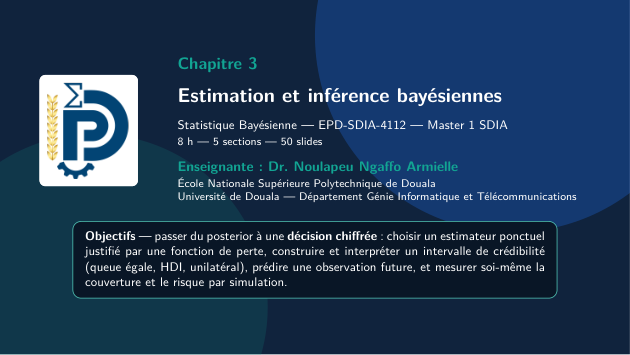 Chapitre 3
Estimation et inférence bayésiennes
Statistique Bayésienne — EPD-SDIA-4112 — Master 1 SDIA
8 h — 5 sections — 50 slides
Enseignante : Dr. Noulapeu Ngaffo Armielle
École Nationale Supérieure Polytechnique de Douala
Université de Douala — Département Génie Informatique et Télécommunications
Objectifs — passer du posterior à une décision chiffrée : choisir un estimateur ponctuel
justifié par une fonction de perte, construire et interpréter un intervalle de crédibilité
(queue égale, HDI, unilatéral), prédire une observation future, et mesurer soi-même la
couverture et le risque par simulation.